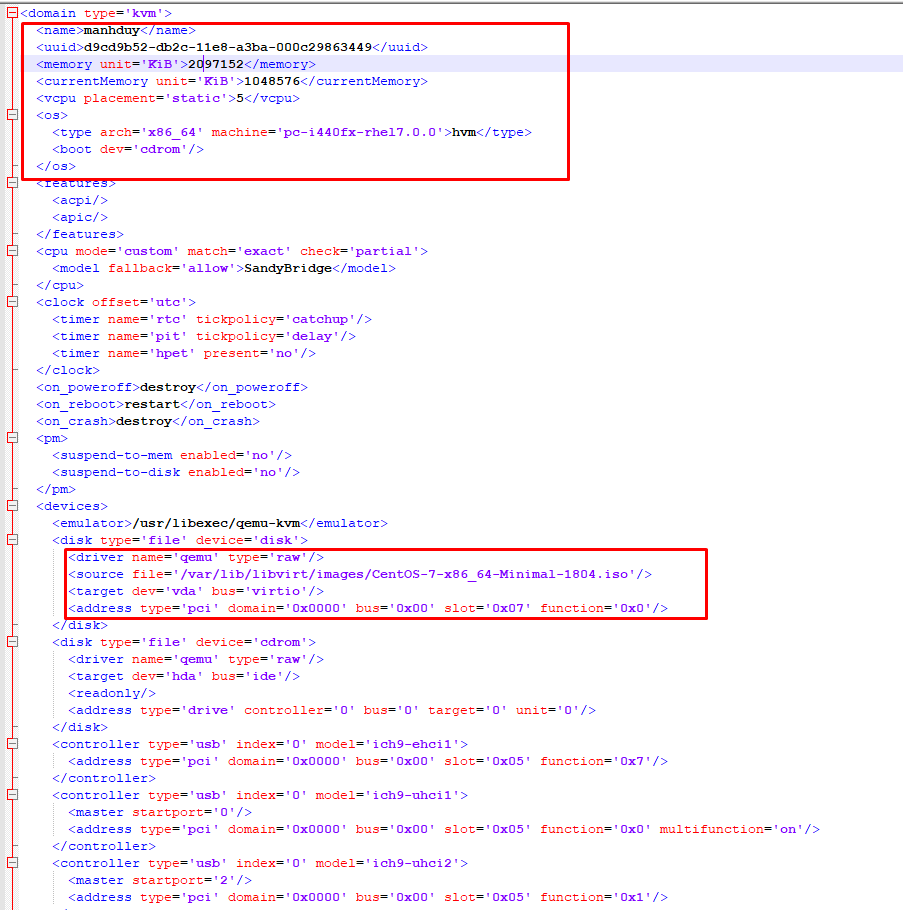 <domain type='kvm'>
<name>manhduy</name>
<uuid>d9cd9b52-db2c-11e8-a3ba-000c29863449</uuid>
<memory unit='KiB'>2097152</memory>
<currentMemory unit='KiB'>1048576</currentMemory>
<vcpu placement='static'>5</vcpu>
<os>
<type arch='x86_64' machine='pc-i440fx-rhel7.0.0'>hvm</type>
<boot dev='cdrom'/>
</os>
<features>
<acpi/>
<apic/>
</features>
<cpu mode='custom' match='exact' check='partial'>
<model fallback='allow'>SandyBridge</model>
</cpu>
<clock offset='utc'>
<timer name='rtc' tickpolicy='catchup'/>
<timer name='pit' tickpolicy='delay'/>
<timer name='hpet' present='no'/>
</clock>
<on_poweroff>destroy</on_poweroff>
<on_reboot>restart</on_reboot>
<on_crash>destroy</on_crash>
<pm>
<suspend-to-mem enabled='no'/>
<suspend-to-disk enabled='no'/>
</pm>
<devices>
<emulator>/usr/libexec/qemu-kvm</emulator>
<disk type='file' device='disk'>
<driver name='qemu' type='raw'/>
<source file='/var/lib/libvirt/images/CentOS-7-x86_64-Minimal-1804.iso'/>
<target dev='vda' bus='virtio'/>
<address type='pci' domain='0x0000' bus='0x00' slot='0x07' function='0x0'/>
</disk>
<disk type='file' device='cdrom'>
<driver name='qemu' type='raw'/>
<target dev='hda' bus='ide'/>
<readonly/>
<address type='drive' controller='0' bus='0' target='0' unit='0'/>
</disk>
<controller type='usb' index='0' model='ich9-ehci1'>
<address type='pci' domain='0x0000' bus='0x00' slot='0x05' function='0x7'/>
</controller>
<controller type='usb' index='0' model='ich9-uhci1'>
<master startport='0'/>
<address type='pci' domain='0x0000' bus='0x00' slot='0x05' function='0x0' multifunction='on'/>
</controller>
<controller type='usb' index='0' model='ich9-uhci2'>
<master startport='2'/>
<address type='pci' domain='0x0000' bus='0x00' slot='0x05' function='0x1'/>